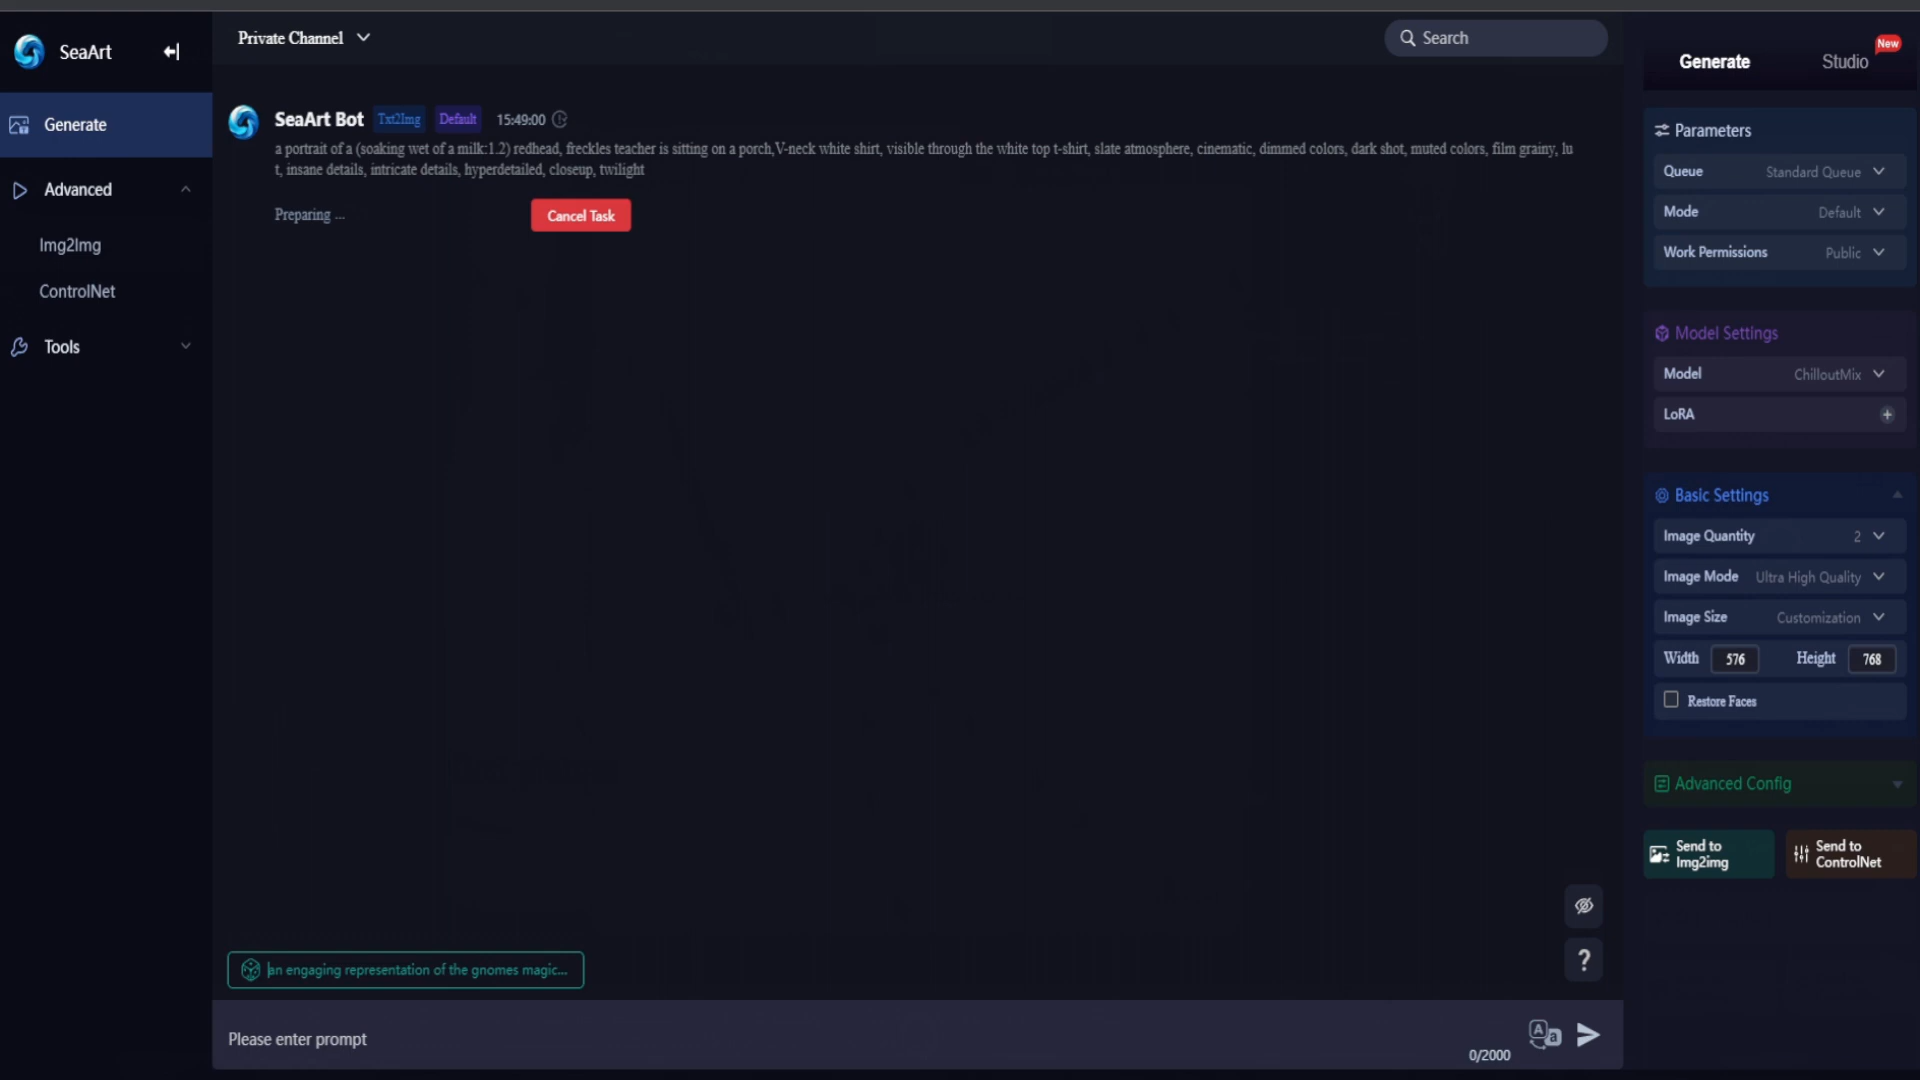 SeaArt
Private Channel
Search
Generate
Studio
New
Generate
Advanced
Img2Img
ControlNet
Tools
SeaArt Bot Txt2Img Default 15:49:00
a portrait of a (soaking wet of a milk:1.2) redhead, freckles teacher is sitting on a porch,V-neck white shirt, visible through the white top t-shirt, slate atmosphere, cinematic, dimmed colors, dark shot, muted colors, film grainy, lu
t, insane details, intricate details, hyperdetailed, closeup, twilight
Preparing ...
Cancel Task
Parameters
Queue Standard Queue
Mode Default
Work Permissions Public
Model Settings
Model ChilloutMix
LoRA +
Basic Settings
Image Quantity 2
Image Mode Ultra High Quality
Image Size Customization
Width 576 Height 768
Restore Faces
Advanced Config
Send to
Img2img
Send to
ControlNet
?
an engaging representation of the gnomes magic...
Please enter prompt
A a
0/2000